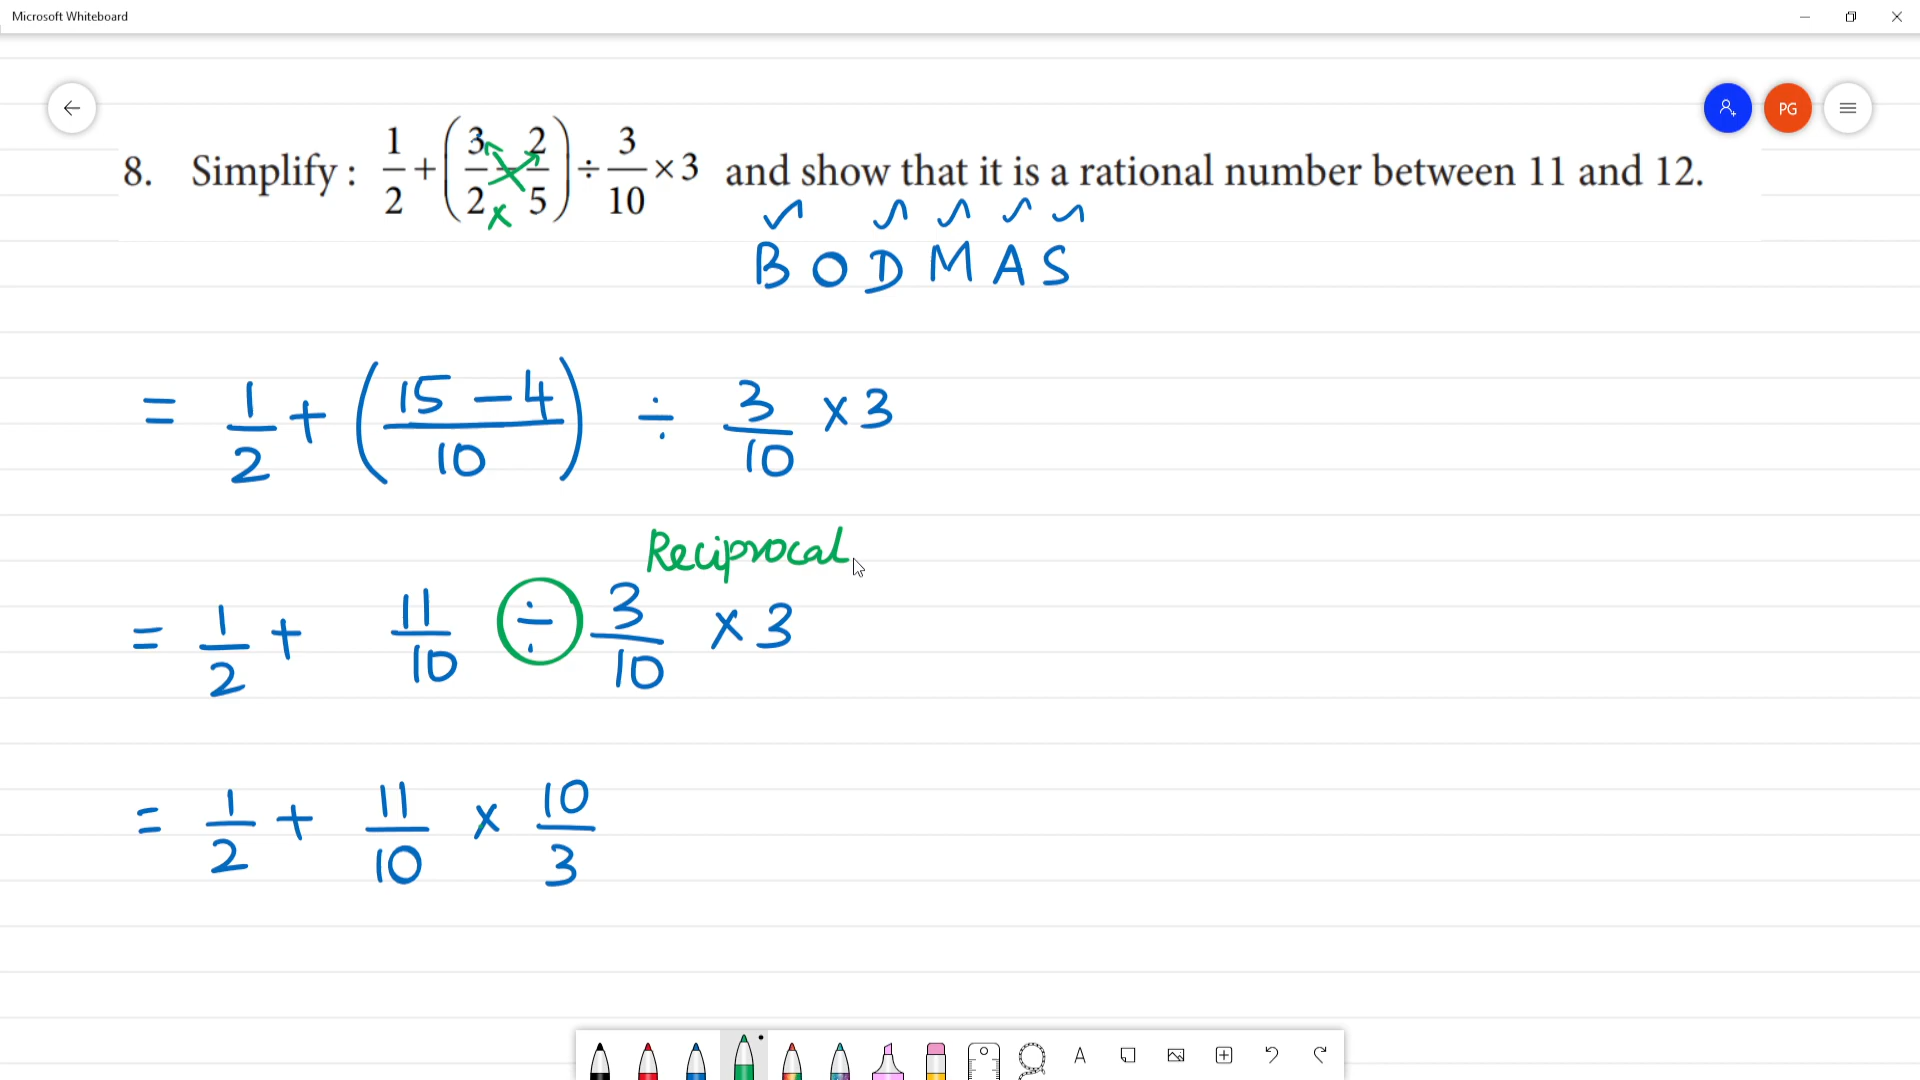 Microsoft Whiteboard
PG
8. Simplify : 1/2 + (3/2 - 2/5) ÷ 3/10 × 3 and show that it is a rational number between 11 and 12.
B O D M A S
= 1/2 + (15 - 4 / 10) ÷ 3/10 × 3
Reciprocal
= 1/2 + 11/10 ÷ 3/10 × 3
= 1/2 + 11/10 × 10/3